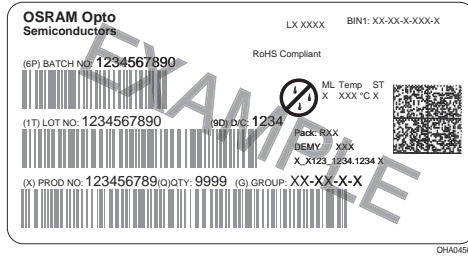 OSRAM Opto
Semiconductors
LX XXXX
BIN1: XX-XX-X-XXX-X
RoHS Compliant
(6P) BATCH NO: 1234567890
ML Temp ST
X XXX °C X
(1T) LOT NO: 1234567890
(9D) D/C: 1234
Pack: RXX
DEMY XXX
X_X123_1234.1234 X
(X) PROD NO: 123456789(Q)QTY: 9999 (G) GROUP: XX-XX-X-X
EXAMPLE